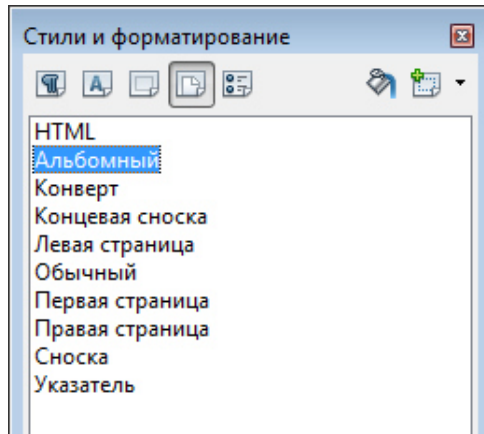 Стили и форматирование
HTML
Альбомный
Конверт
Концевая сноска
Левая страница
Обычный
Первая страница
Правая страница
Сноска
Указатель